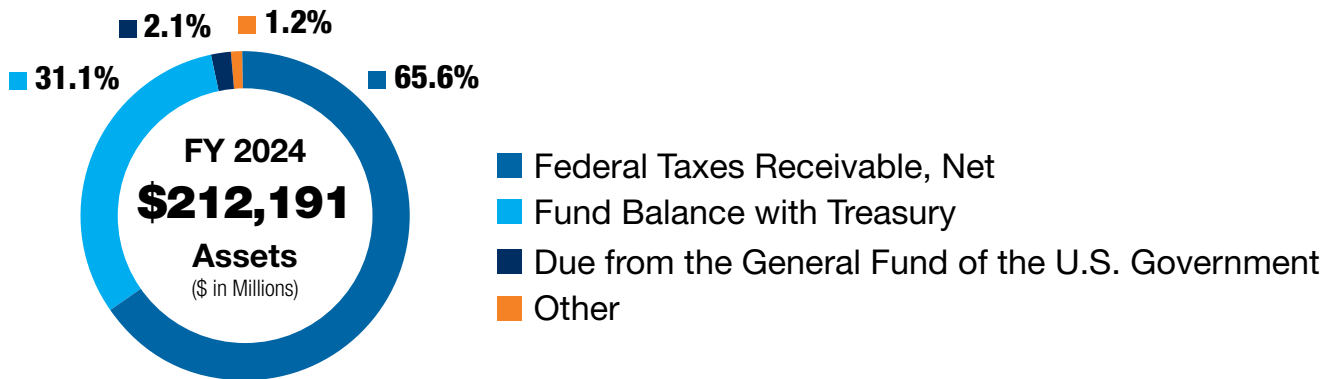 2.1%
1.2%
31.1%
65.6%
FY 2024
$212,191
Assets
($ in Millions)
Federal Taxes Receivable, Net
Fund Balance with Treasury
Due from the General Fund of the U.S. Government
Other